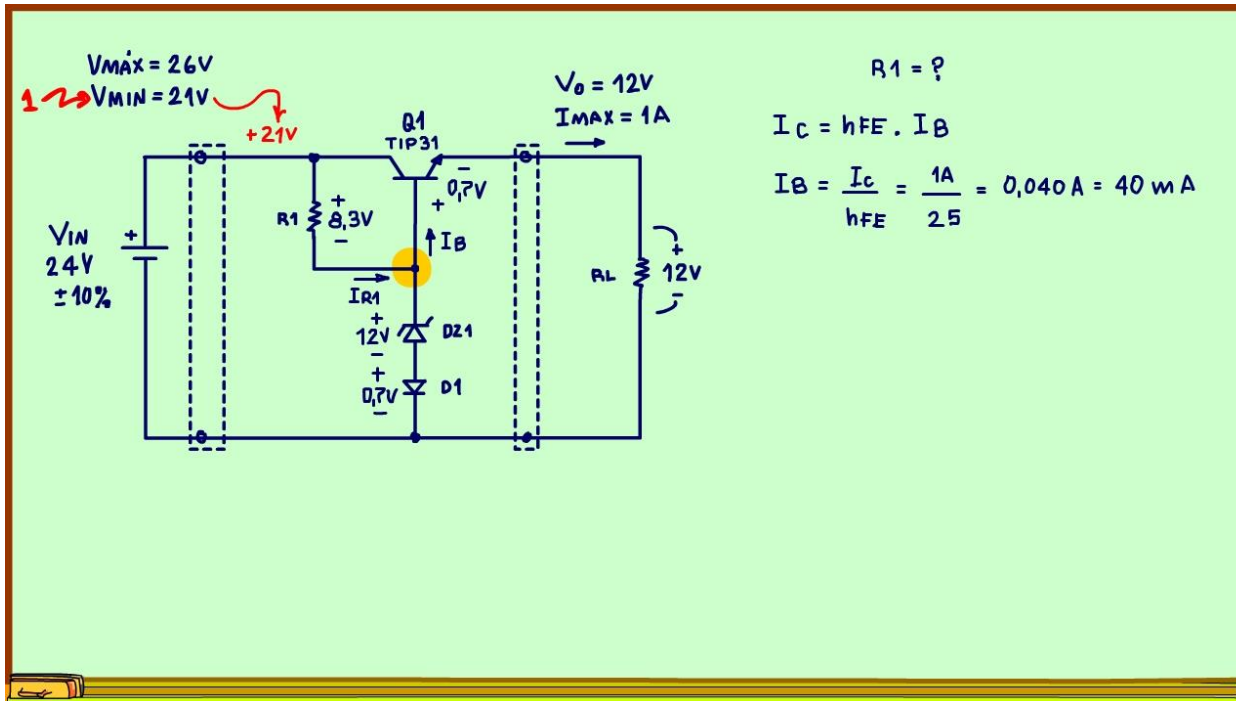 VMÁX = 26V
1 VMIN = 21V
+21V
Q1
TIP31
VO = 12V
IMAX = 1A
R1 = ?
IC = hFE . IB
IB = IC / hFE = 1A / 25 = 0,040 A = 40 mA
VIN
24V
±10%
+
R1
+
8,3V
−
−
0,7V
+
IB
IR1
+
12V
−
DZ1
+
0,7V
−
D1
RL
+
12V
−